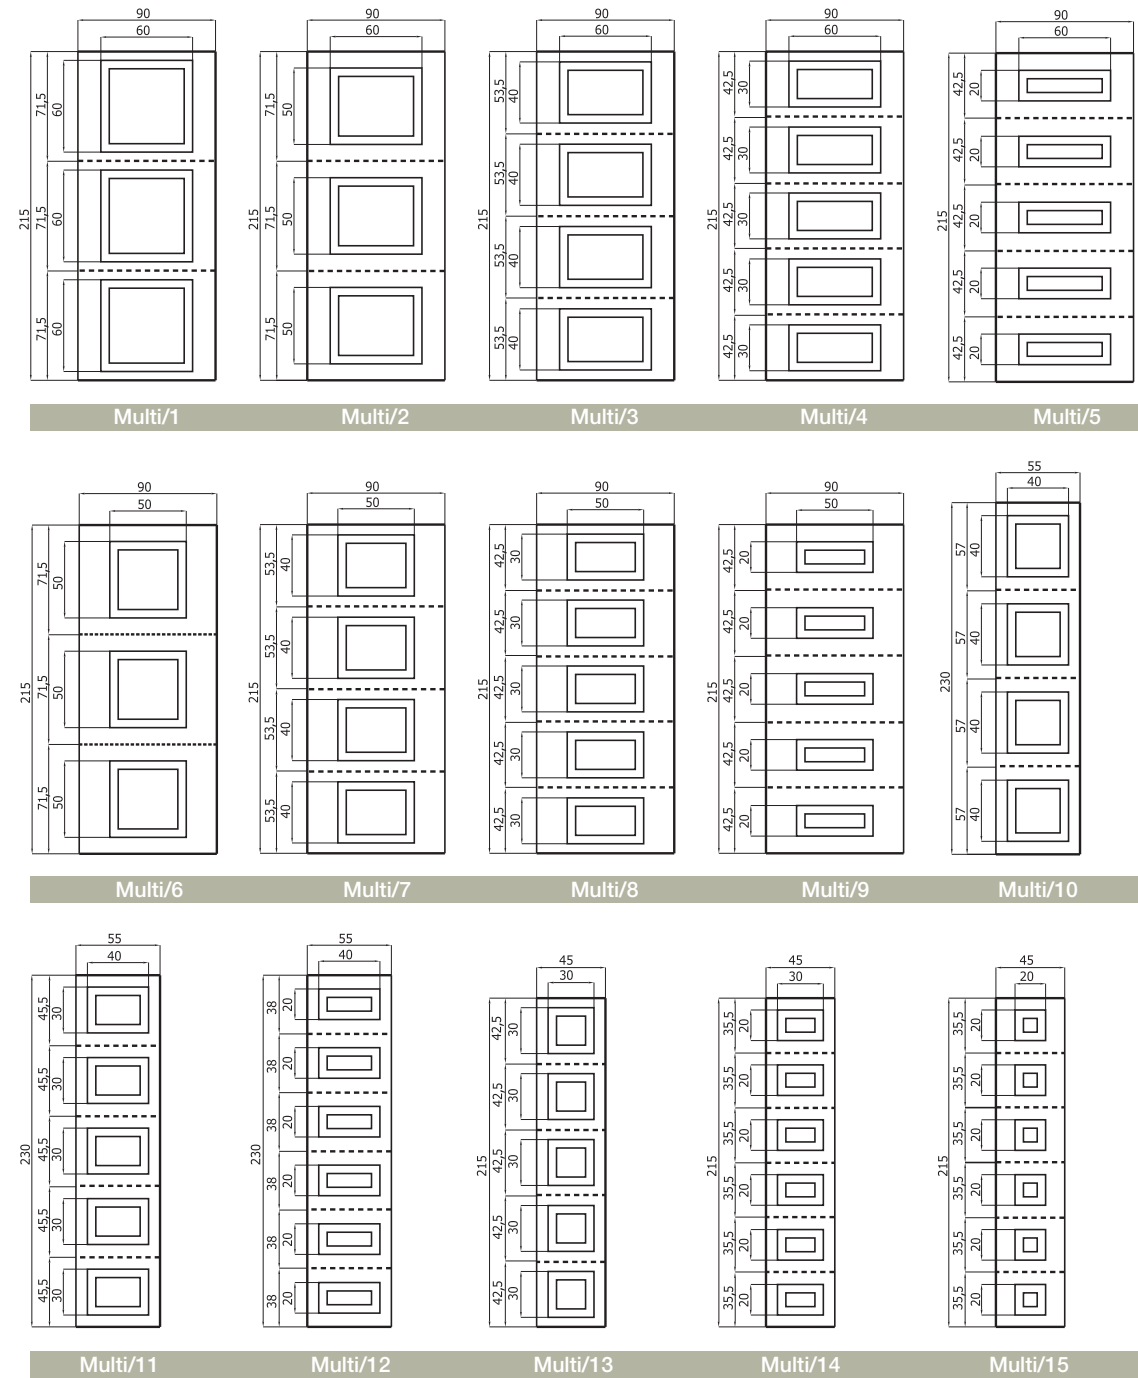 90 90 90 90 90
60 60 60 60 60
215 71,5 60 71,5 60 71,5 60
215 71,5 50 71,5 50 71,5 50
215 53,5 40 53,5 40 53,5 40 53,5 40
215 42,5 30 42,5 30 42,5 30 42,5 30 42,5 30
215 42,5 20 42,5 20 42,5 20 42,5 20 42,5 20
Multi/1 Multi/2 Multi/3 Multi/4 Multi/5
90 90 90 90 55
50 50 50 50 40
215 71,5 50 71,5 50 71,5 50
215 53,5 40 53,5 40 53,5 40 53,5 40
215 42,5 30 42,5 30 42,5 30 42,5 30 42,5 30
215 42,5 20 42,5 20 42,5 20 42,5 20 42,5 20
230 57 40 57 40 57 40 57 40
Multi/6 Multi/7 Multi/8 Multi/9 Multi/10
55 55 45 45 45
40 40 30 30 20
230 45,5 30 45,5 30 45,5 30 45,5 30 45,5 30
230 38 20 38 20 38 20 38 20 38 20 38 20
215 42,5 30 42,5 30 42,5 30 42,5 30 42,5 30
215 35,5 20 35,5 20 35,5 20 35,5 20 35,5 20 35,5 20
215 35,5 20 35,5 20 35,5 20 35,5 20 35,5 20 35,5 20
Multi/11 Multi/12 Multi/13 Multi/14 Multi/15